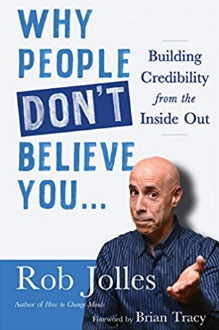 WHY
PEOPLE
DON'T
BELIEVE
YOU...
Building
Credibility
from the
Inside Out
Rob Jolles
Author of How to Change Minds
Foreword by Brian Tracy